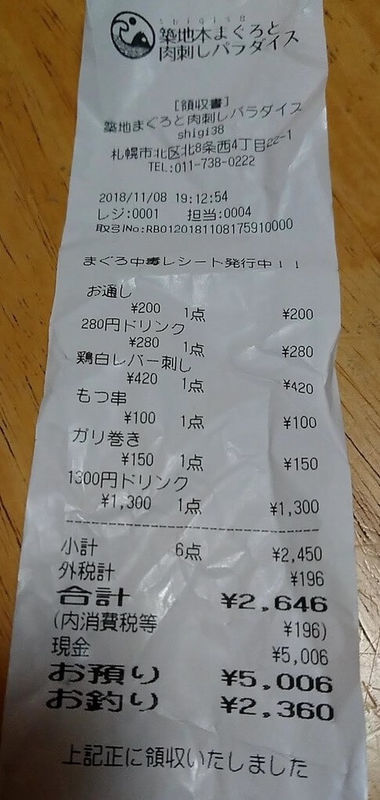 shigi38
築地本まぐろと
肉刺しパラダイス
[領収書]
築地まぐろと肉刺しパラダイス
shigi38
札幌市北区北8条西4丁目22-1
TEL:011-738-0222
2018/11/08 19:12:54
レジ:0001 担当:0004
取引No:RB0120181108175910000
まぐろ中毒レシート発行中!!
お通し
¥200 1点 ¥200
280円ドリンク
¥280 1点 ¥280
鶏白レバー刺し
¥420 1点 ¥420
もつ串
¥100 1点 ¥100
ガリ巻き
¥150 1点 ¥150
1300円ドリンク
¥1,300 1点 ¥1,300
小計 6点 ¥2,450
外税計 ¥196
合計 ¥2,646
(内消費税等 ¥196)
現金 ¥5,006
お預り ¥5,006
お釣り ¥2,360
上記正に領収いたしました